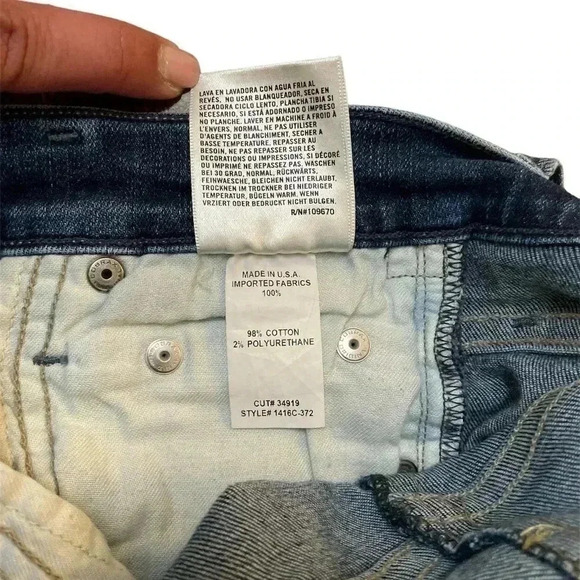 LAVA EN LAVADORA CON AGUA FRIA AL
REVÉS, NO USAR BLANQUEADOR, SECA EN
SECADORA CICLO LENTO, PLANCHA TIBIA SI
NECESARIO, SI ESTÁ ADORNADO O IMPRESO
NO PLANCHE. LAVER EN MACHINE A FROID À
L'ENVERS, NORMAL, NE PAS UTILISER
D'AGENTS DE BLANCHIMENT, SECHER A
BASSE TEMPERATURE, REPASSER AU
BESOIN, NE PAS REPASSER SUR LES
DECORATIONS OU IMPRIMES, SI DÉCORÉ
OU IMPRIMÉ NE REPASSEZ PAS. WASCHEN
BEI 30 GRAD, NORMAL, RÜCKWÄRTS,
FEINWAESCHE, BLEICHEN NICHT ERLAUBT,
TROCKNEN IM TROCKNER BEI NIEDRIGER
TEMPERATUR, BÜGELN WARM, WENN
VERZIERT ODER BEDRUCKT NICHT BULGEN.
R/N#109670
MADE IN U.S.A.
IMPORTED FABRICS
100%
98% COTTON
2% POLYURETHANE
CUT# 34919
STYLE# 1416C-372